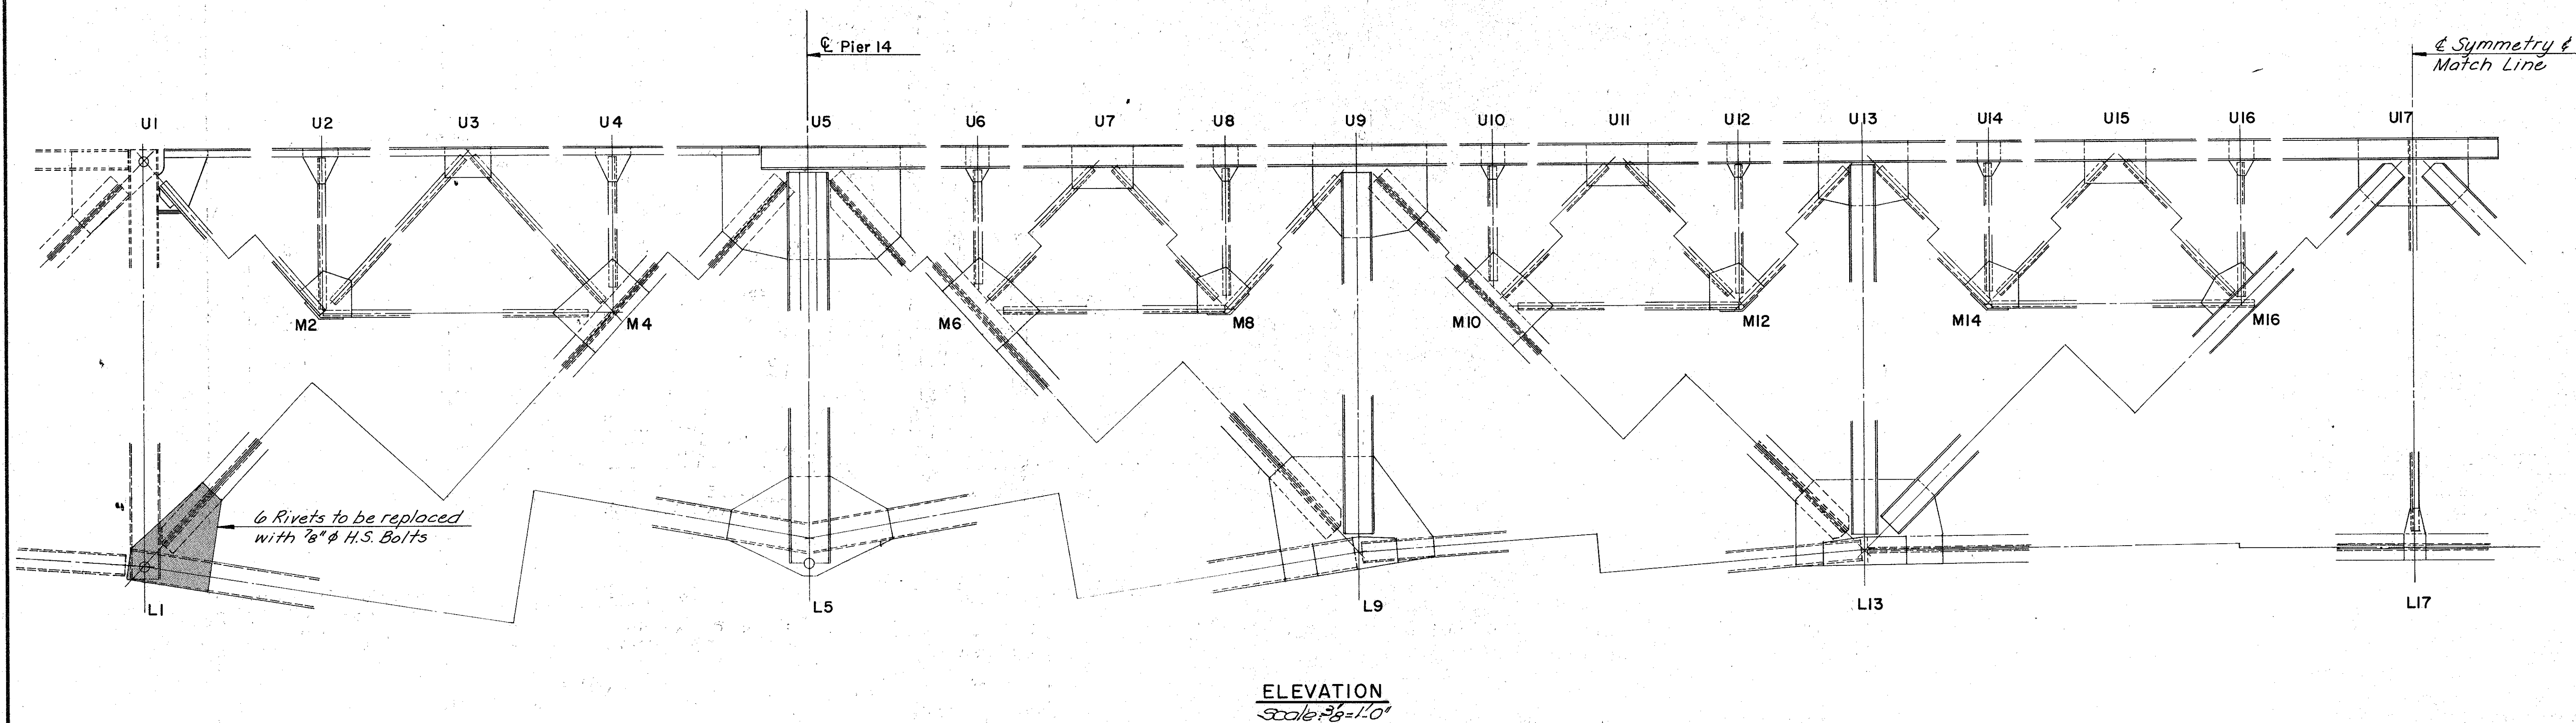 ℄ Pier 14
℄ Symmetry &
Match Line
U1 U2 U3 U4 U5 U6 U7 U8 U9 U10 U11 U12 U13 U14 U15 U16 U17
M2 M4 M6 M8 M10 M12 M14 M16
6 Rivets to be replaced
with 7/8" ϕ H.S. Bolts
L1 L5 L9 L13 L17
ELEVATION
Scale: 3/8" = 1'-0"